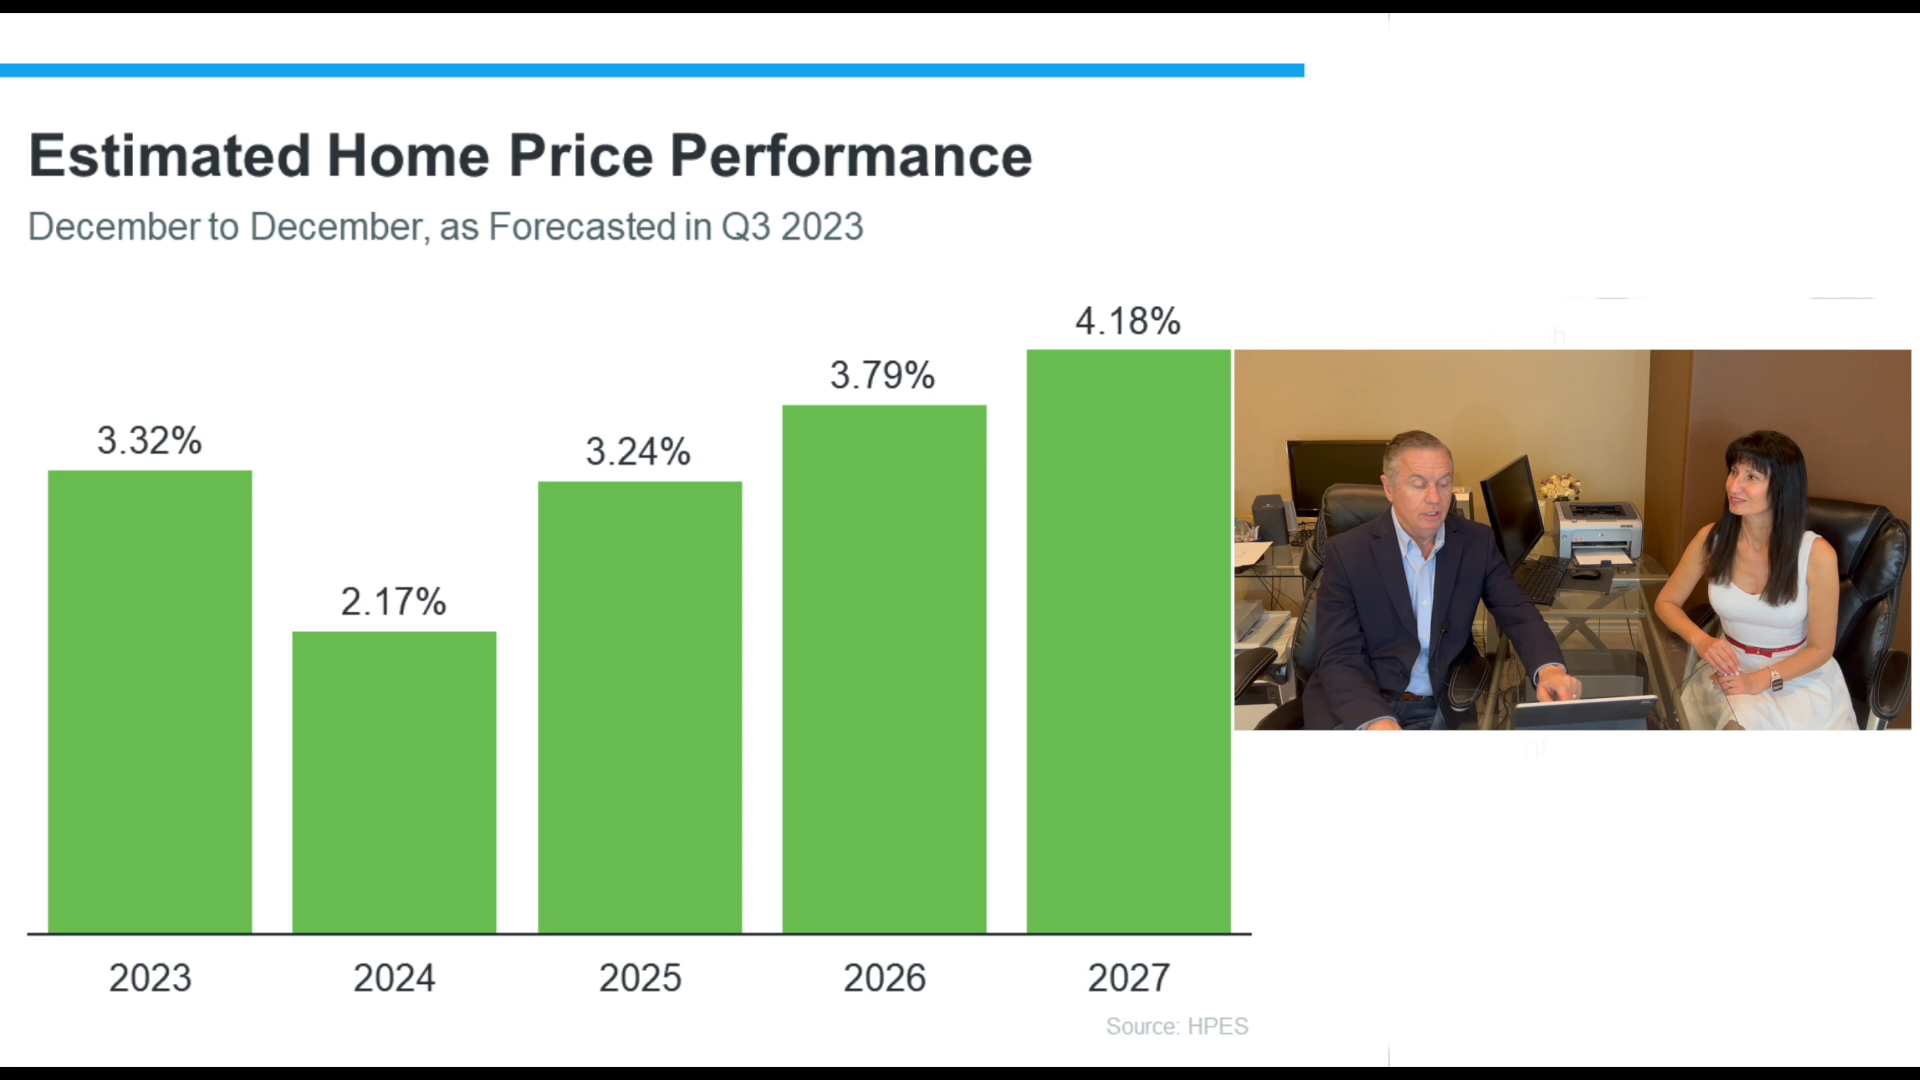 Estimated Home Price Performance
December to December, as Forecasted in Q3 2023
4.18%
3.79%
3.32%
3.24%
2.17%
2023 2024 2025 2026 2027
Source: HPES